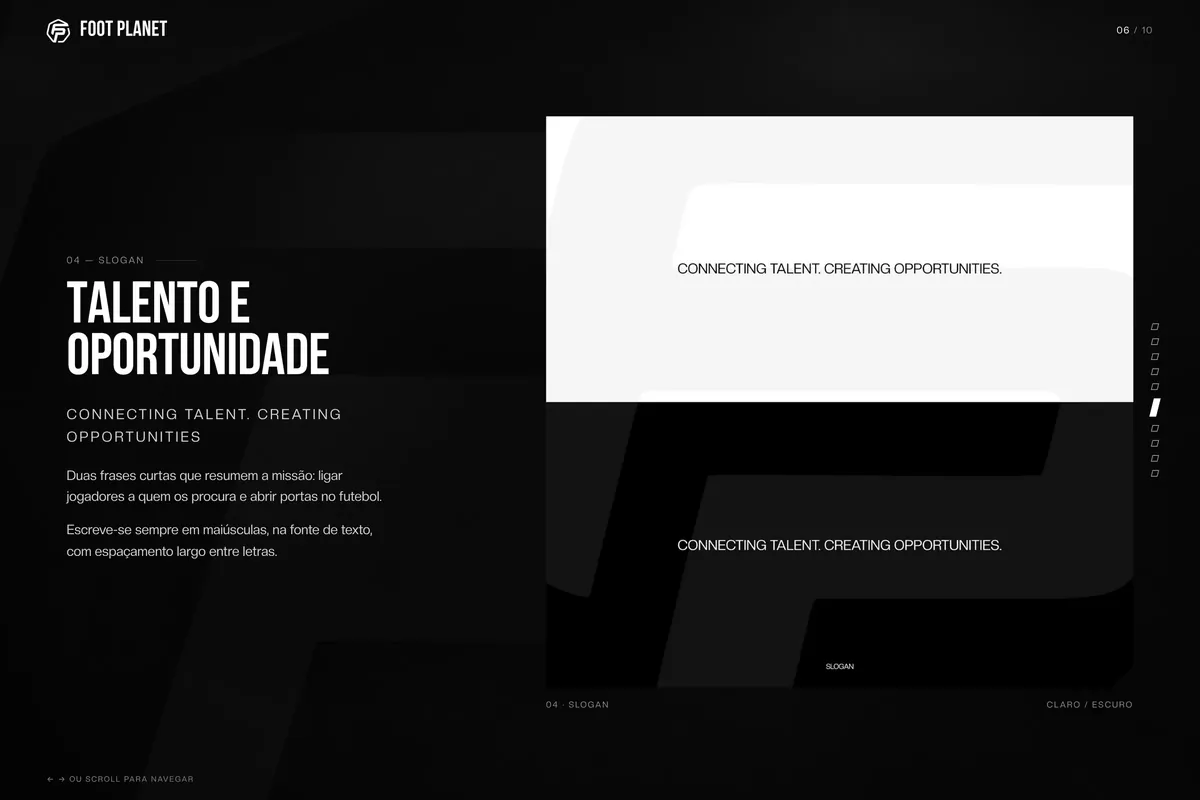 FOOT PLANET
06 / 10
04 — SLOGAN
TALENTO E
OPORTUNIDADE
CONNECTING TALENT. CREATING
OPPORTUNITIES
Duas frases curtas que resumem a missão: ligar
jogadores a quem os procura e abrir portas no futebol.
Escreve-se sempre em maiúsculas, na fonte de texto,
com espaçamento largo entre letras.
CONNECTING TALENT. CREATING OPPORTUNITIES.
CONNECTING TALENT. CREATING OPPORTUNITIES.
SLOGAN
04 · SLOGAN
CLARO / ESCURO
← → OU SCROLL PARA NAVEGAR